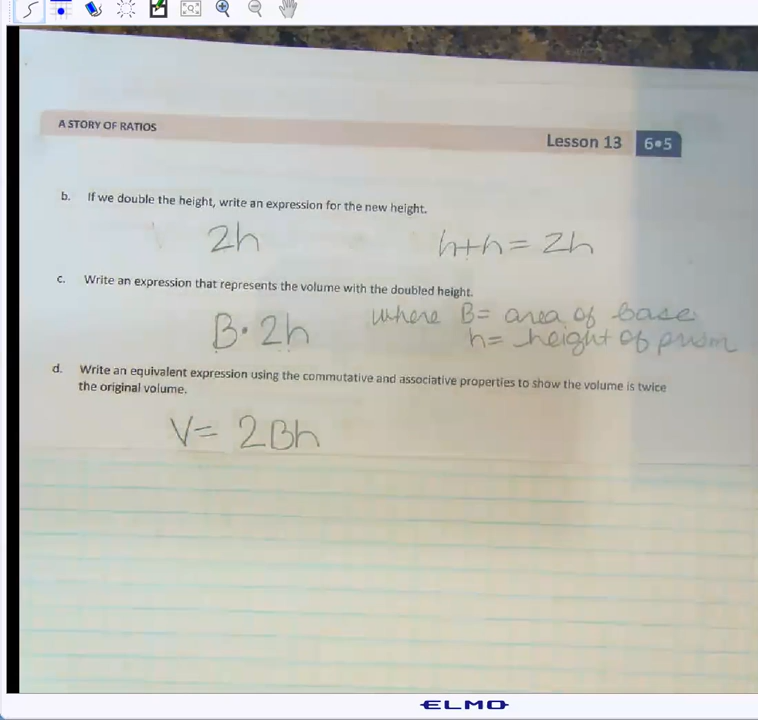 A STORY OF RATIOS
Lesson 13 6•5
b. If we double the height, write an expression for the new height.
2h h+h = 2h
c. Write an expression that represents the volume with the doubled height.
B·2h where B= area of base
h= height of prism
d. Write an equivalent expression using the commutative and associative properties to show the volume is twice
the original volume.
V= 2Bh
ELMO